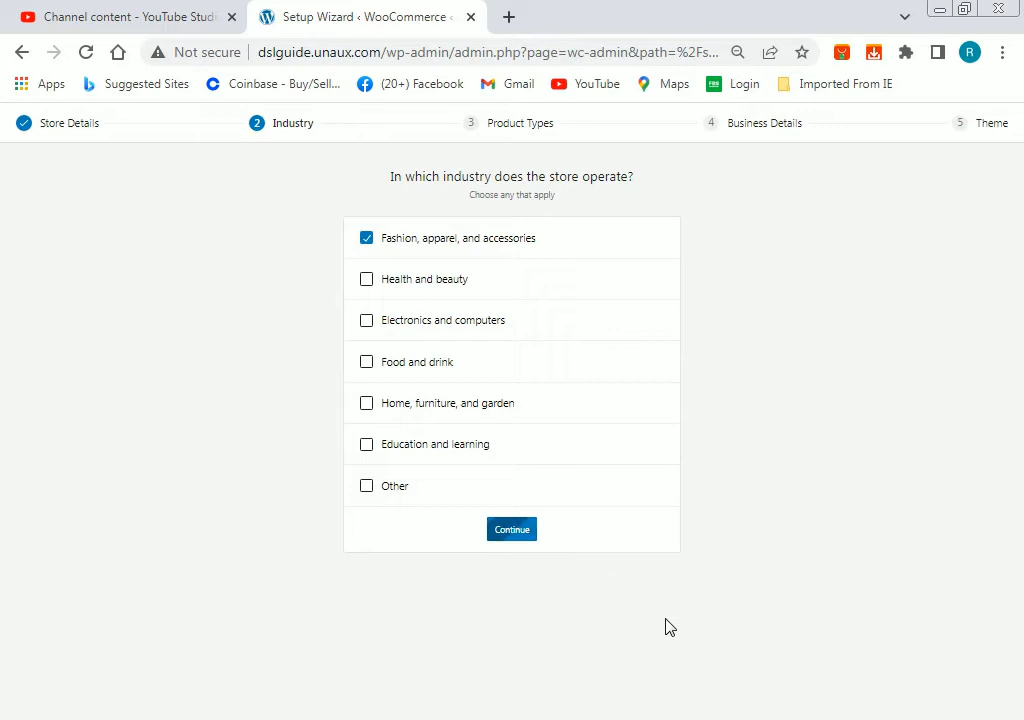 Channel content - YouTube Studi
Setup Wizard ‹ WooCommerce ‹
Not secure
dslguide.unaux.com/wp-admin/admin.php?page=wc-admin&path=%2Fs...
R
Apps
Suggested Sites
Coinbase - Buy/Sell...
(20+) Facebook
Gmail
YouTube
Maps
Login
Imported From IE
Store Details
2 Industry
3 Product Types
4 Business Details
5 Theme
In which industry does the store operate?
Choose any that apply
Fashion, apparel, and accessories
Health and beauty
Electronics and computers
Food and drink
Home, furniture, and garden
Education and learning
Other
Continue